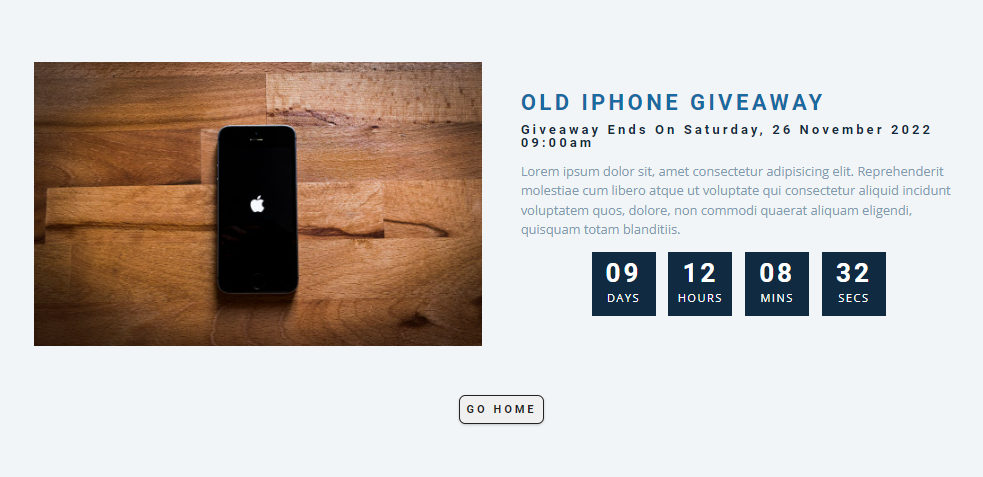 OLD IPHONE GIVEAWAY
Giveaway Ends On Saturday, 26 November 2022
09:00am
Lorem ipsum dolor sit, amet consectetur adipisicing elit. Reprehenderit
molestiae cum libero atque ut voluptate qui consectetur aliquid incidunt
voluptatem quos, dolore, non commodi quaerat aliquam eligendi,
quisquam totam blanditiis.
09 12 08 32
DAYS HOURS MINS SECS
GO HOME